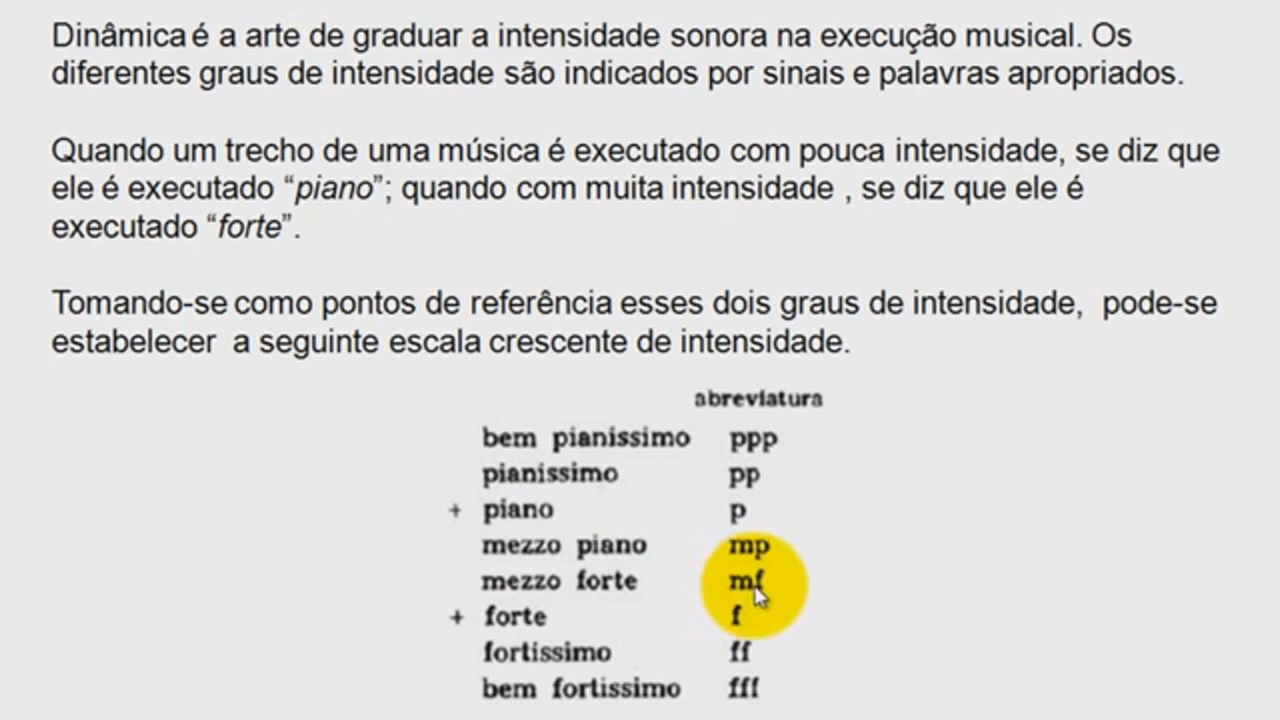 Dinâmica é a arte de graduar a intensidade sonora na execução musical. Os
diferentes graus de intensidade são indicados por sinais e palavras apropriados.
Quando um trecho de uma música é executado com pouca intensidade, se diz que
ele é executado “piano”; quando com muita intensidade , se diz que ele é
executado “forte”.
Tomando-se como pontos de referência esses dois graus de intensidade, pode-se
estabelecer a seguinte escala crescente de intensidade.
abreviatura
bem pianissimo ppp
pianissimo pp
+ piano p
mezzo piano mp
mezzo forte mf
+ forte f
fortissimo ff
bem fortissimo fff